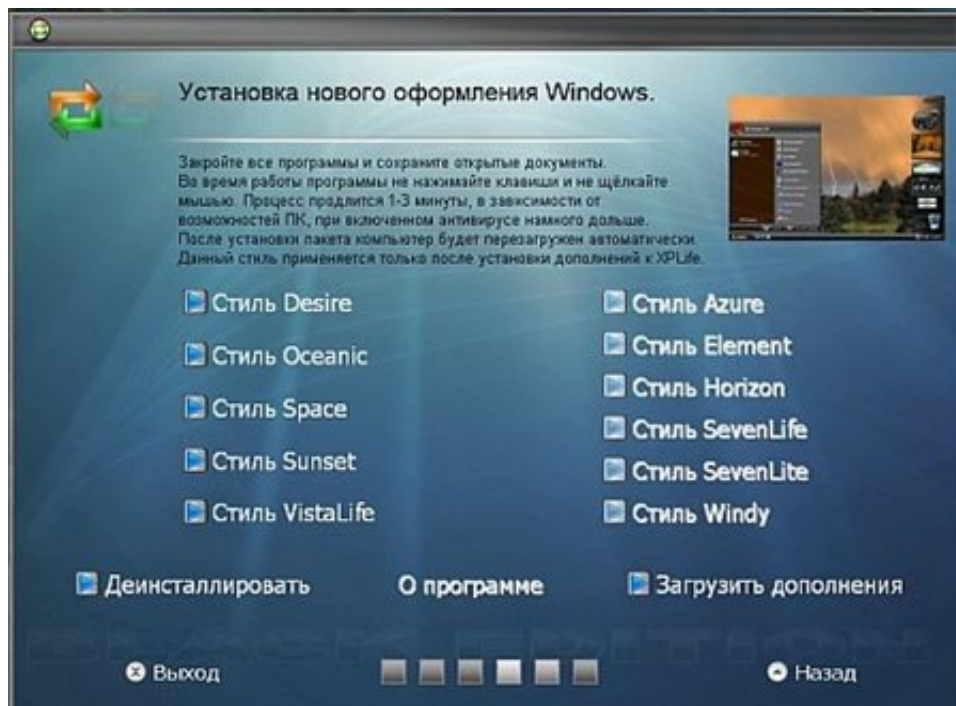 Установка нового оформления Windows.
Закройте все программы и сохраните открытые документы.
Во время работы программы не нажимайте клавиши и не щёлкайте
мышью. Процесс продлится 1-3 минуты, в зависимости от
возможностей ПК, при включенном антивирусе намного дольше.
После установки пакета компьютер будет перезагружен автоматически.
Данный стиль применяется только после установки дополнений к XPLife.
Стиль Desire
Стиль Oceanic
Стиль Space
Стиль Sunset
Стиль VistaLife
Стиль Azure
Стиль Element
Стиль Horizon
Стиль SevenLife
Стиль SevenLite
Стиль Windy
Деинсталлировать
О программе
Загрузить дополнения
BLACK EDITION
Выход
Назад